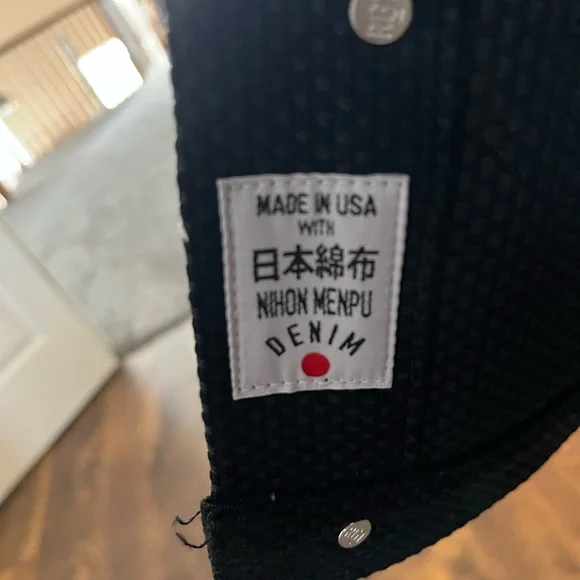 MADE IN USA
WITH
日本綿布
NIHON MENPU
DENIM